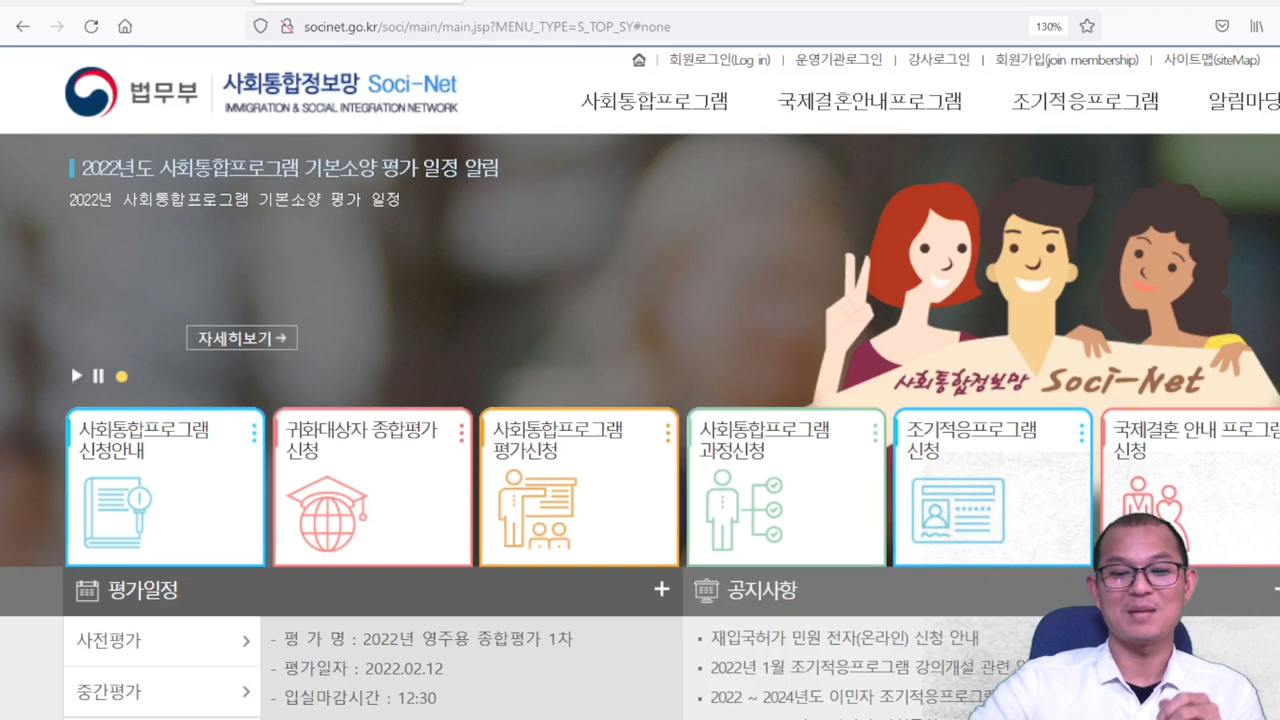 socinet.go.kr/soci/main/main.jsp?MENU_TYPE=S_TOP_SY#none
130%
회원로그인(Log in) | 운영기관로그인 | 강사로그인 | 회원가입(join membership) | 사이트맵(siteMap)
법무부
사회통합정보망 Soci-Net
IMMIGRATION & SOCIAL INTEGRATION NETWORK
사회통합프로그램 국제결혼안내프로그램 조기적응프로그램 알림마당
2022년도 사회통합프로그램 기본소양 평가 일정 알림
2022년 사회통합프로그램 기본소양 평가 일정
자세히보기→
사회통합정보망 Soci-Net
사회통합프로그램
신청안내
귀화대상자 종합평가
신청
사회통합프로그램
평가신청
사회통합프로그램
과정신청
조기적응프로그램
신청
국제결혼 안내 프로그
신청
평가일정 +
사전평가
중간평가
- 평 가 명 : 2022년 영주용 종합평가 1차
- 평가일자 : 2022.02.12
- 입실마감시간 : 12:30
공지사항
▪ 재입국허가 민원 전자(온라인) 신청 안내
▪ 2022년 1월 조기적응프로그램 강의개설 관련
▪ 2022 ~ 2024년도 이민자 조기적응프로그